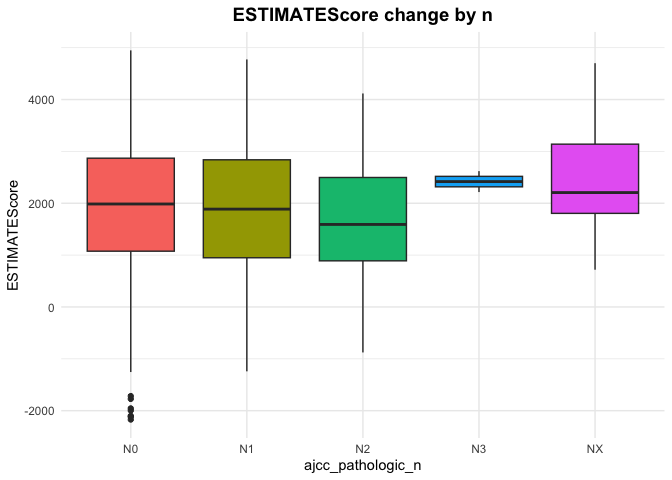 ESTIMATEScore change by n
ESTIMATEScore
4000
2000
0
-2000
N0 N1 N2 N3 NX
ajcc_pathologic_n